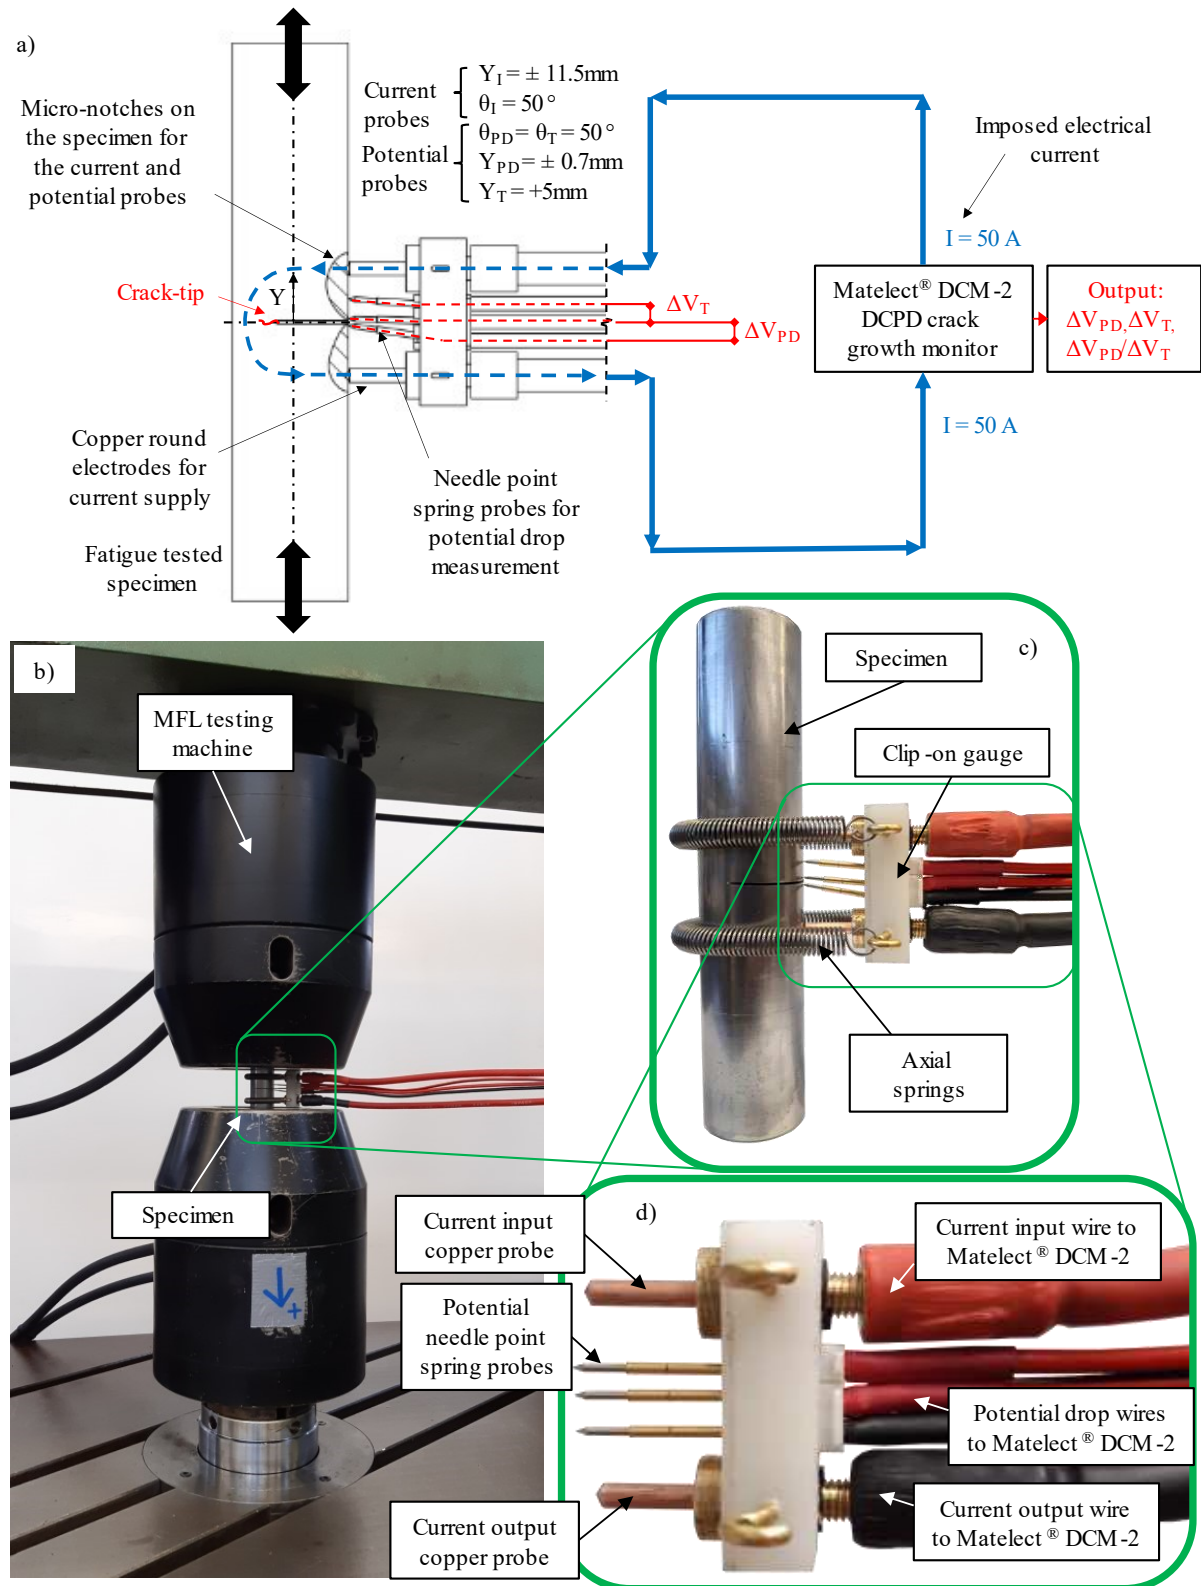 a)
Micro-notches on
the specimen for
the current and
potential probes
Current
probes
Y_I = ± 11.5mm
θ_I = 50°
Potential
probes
θ_PD = θ_T = 50°
Y_PD = ± 0.7mm
Y_T = +5mm
Imposed electrical
current
I = 50 A
Crack-tip
Y
ΔV_T
ΔV_PD
Matelect® DCM-2
DCPD crack
growth monitor
Output:
ΔV_PD, ΔV_T,
ΔV_PD/ΔV_T
I = 50 A
Copper round
electrodes for
current supply
Needle point
spring probes for
potential drop
measurement
Fatigue tested
specimen
b)
MFL testing
machine
Specimen
+
c)
Specimen
Clip-on gauge
Axial
springs
d)
Current input
copper probe
Potential
needle point
spring probes
Current output
copper probe
Current input wire to
Matelect® DCM-2
Potential drop wires
to Matelect® DCM-2
Current output wire
to Matelect® DCM-2